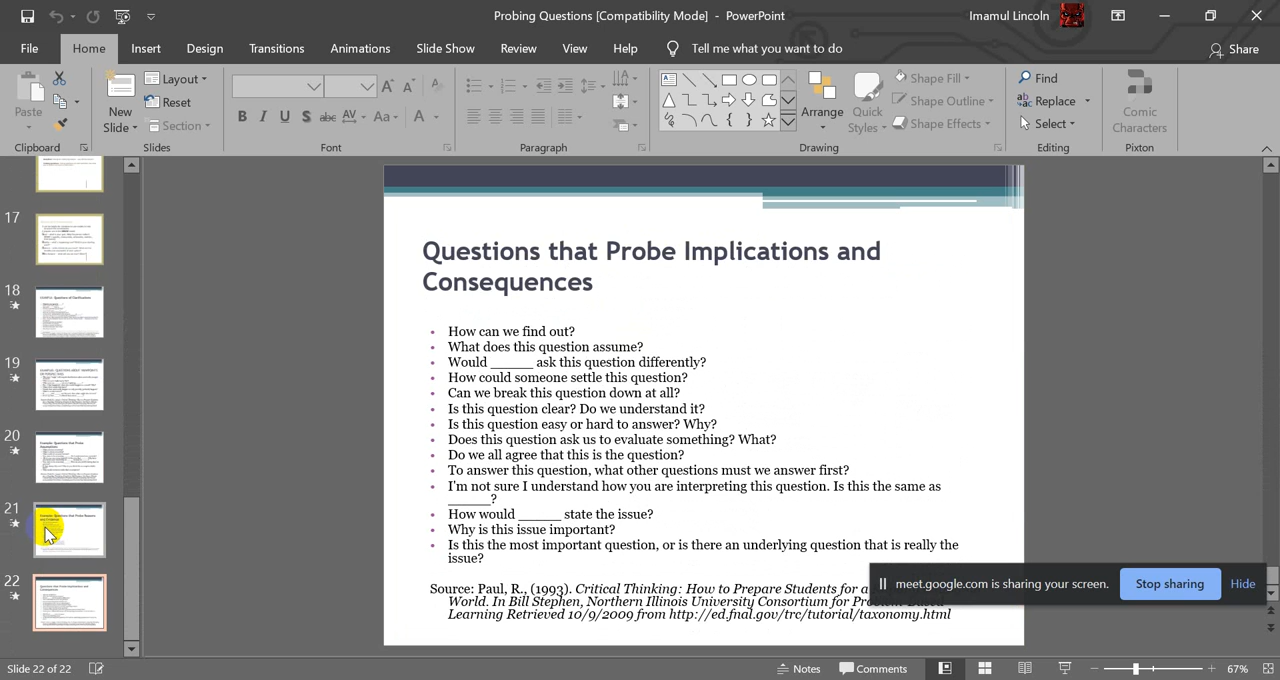 Probing Questions [Compatibility Mode] - PowerPoint
Imamul Lincoln
File Home Insert Design Transitions Animations Slide Show Review View Help Tell me what you want to do
Share
Paste
New
Slide
Layout
Reset
Section
Shape Fill
Shape Outline
Shape Effects
Arrange
Quick
Styles
Find
Replace
Select
Comic
Characters
Clipboard Slides Font Paragraph Drawing Editing Pixton
17
18
19
20
21
22
Questions that Probe Implications and
Consequences
• How can we find out?
• What does this question assume?
• Would ______ ask this question differently?
• How could someone settle this question?
• Can we break this question down at all?
• Is this question clear? Do we understand it?
• Is this question easy or hard to answer? Why?
• Does this question ask us to evaluate something? What?
• Do we all agree that this is the question?
• To answer this question, what other questions must we answer first?
• I'm not sure I understand how you are interpreting this question. Is this the same as
______?
• How would ______ state the issue?
• Why is this issue important?
• Is this the most important question, or is there an underlying question that is really the
issue?
Source: Paul, R., (1993). Critical Thinking: How to Prepare Students for a
World. In Bill Stephen, Northern Illinois University Consortium for
Learning Retrieved 10/9/2009 from http://ed.fnal.gov/trc/tutorial/taxonomy.html
meet.google.com is sharing your screen.
Stop sharing
Hide
Slide 22 of 22
Notes
Comments
67%